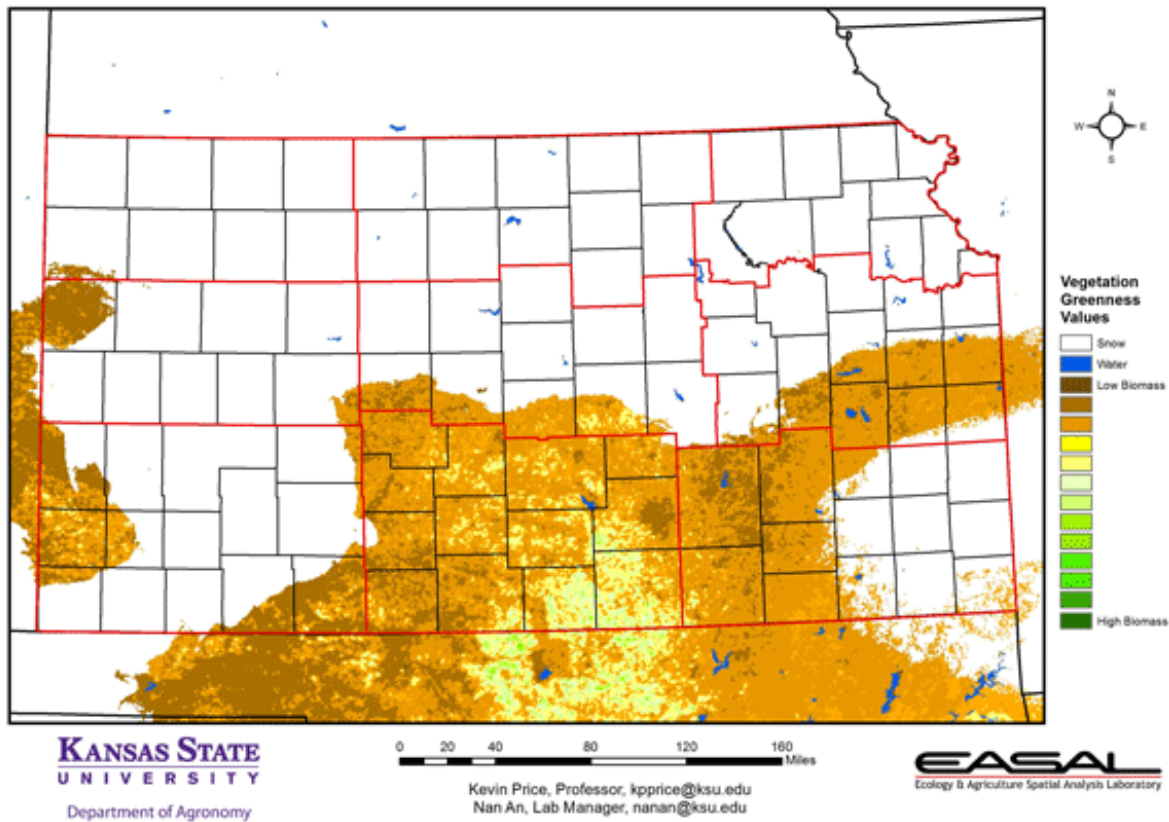 N
W E
S
Vegetation
Greenness
Values
Snow
Water
Low Biomass
High Biomass
KANSAS STATE
UNIVERSITY
Department of Agronomy
0 20 40 80 120 160
Miles
Kevin Price, Professor, kpprice@ksu.edu
Nan An, Lab Manager, nanan@ksu.edu
EASAL
Ecology & Agriculture Spatial Analysis Laboratory